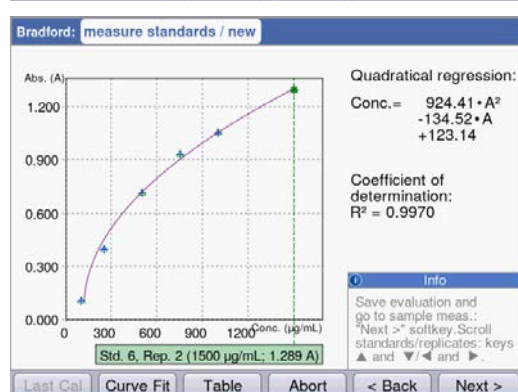 Bradford: measure standards / new
Abs. (A)
1.200
0.900
0.600
0.300
0.000
0 300 600 900 1200 Conc. (µg/mL)
Std. 6, Rep. 2 (1500 µg/mL; 1.289 A)
Quadratical regression:
Conc.= 924.41•A²
-134.52•A
+123.14
Coefficient of
determination:
R² = 0.9970
Info
Save evaluation and
go to sample meas.:
"Next >" softkey.Scroll
standards/replicates: keys
▲ and ▼/◀ and ▶.
Last Cal Curve Fit Table Abort < Back Next >